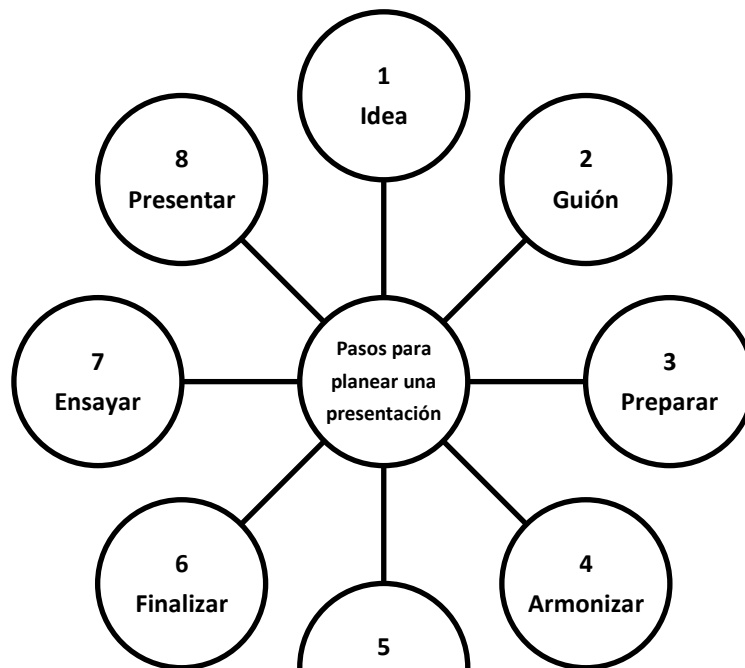 1
Idea
2
Guión
3
Preparar
4
Armonizar
5
6
Finalizar
7
Ensayar
8
Presentar
Pasos para
planear una
presentación